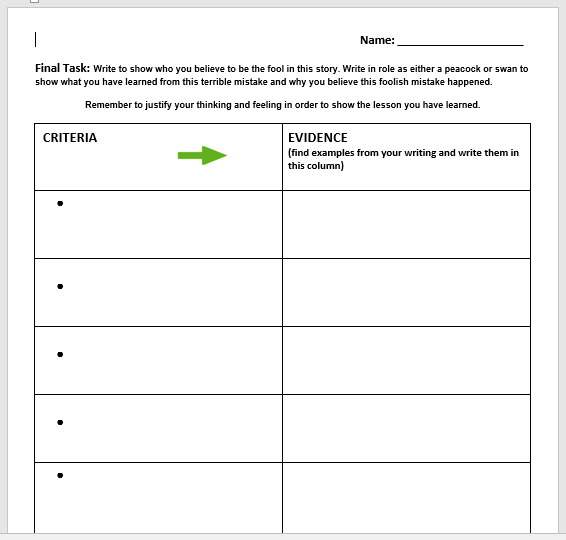 Name: ____________________
Final Task: Write to show who you believe to be the fool in this story. Write in role as either a peacock or swan to
show what you have learned from this terrible mistake and why you believe this foolish mistake happened.
Remember to justify your thinking and feeling in order to show the lesson you have learned.
CRITERIA
EVIDENCE
(find examples from your writing and write them in
this column)